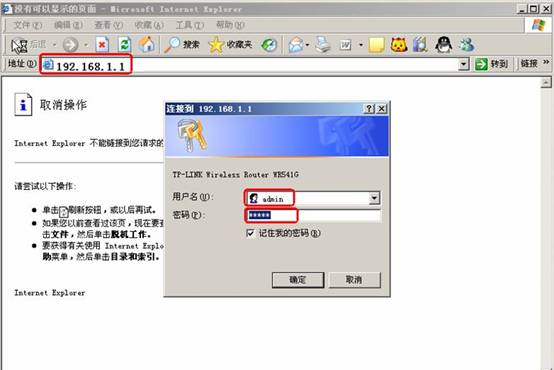 没有可以显示的页面 - Microsoft Internet Explorer
文件(F) 编辑(E) 查看(V) 收藏(A) 工具(T) 帮助(H)
后退 搜索 收藏夹
地址(D) 192.168.1.1 转到 链接 »
取消操作
Internet Explorer 不能链接到您请求的
请尝试以下操作:
单击 刷新按钮，或以后再试。
如果您以前查看过该页，现在要查
击文件，然后单击脱机工作。
要获得有关使用 Internet Explo
助菜单，然后单击目录和索引。
Internet Explorer
连接到 192.168.1.1
TP-LINK Wireless Router WR541G
用户名(U): admin
密码(P): *****
记住我的密码(R)
确定 取消